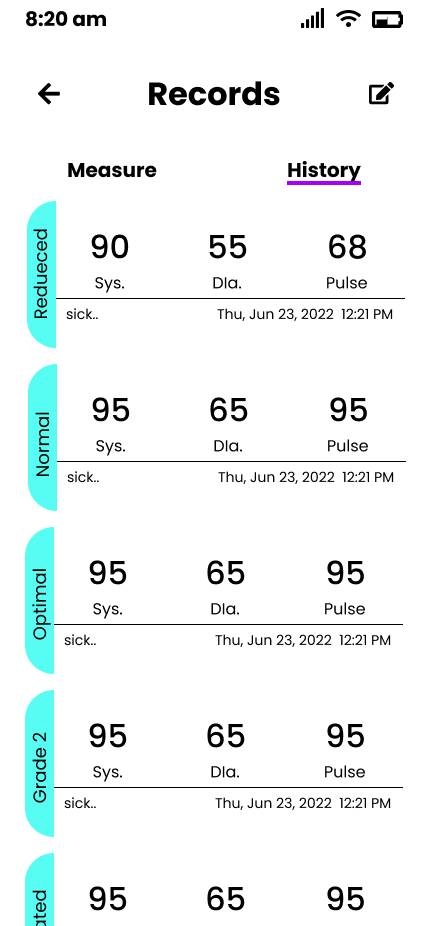 8:20 am
Records
Measure History
Redueced
90 55 68
Sys. DIa. Pulse
sick.. Thu, Jun 23, 2022 12:21 PM
Normal
95 65 95
Sys. DIa. Pulse
sick.. Thu, Jun 23, 2022 12:21 PM
Optimal
95 65 95
Sys. DIa. Pulse
sick.. Thu, Jun 23, 2022 12:21 PM
Grade 2
95 65 95
Sys. DIa. Pulse
sick.. Thu, Jun 23, 2022 12:21 PM
95 65 95